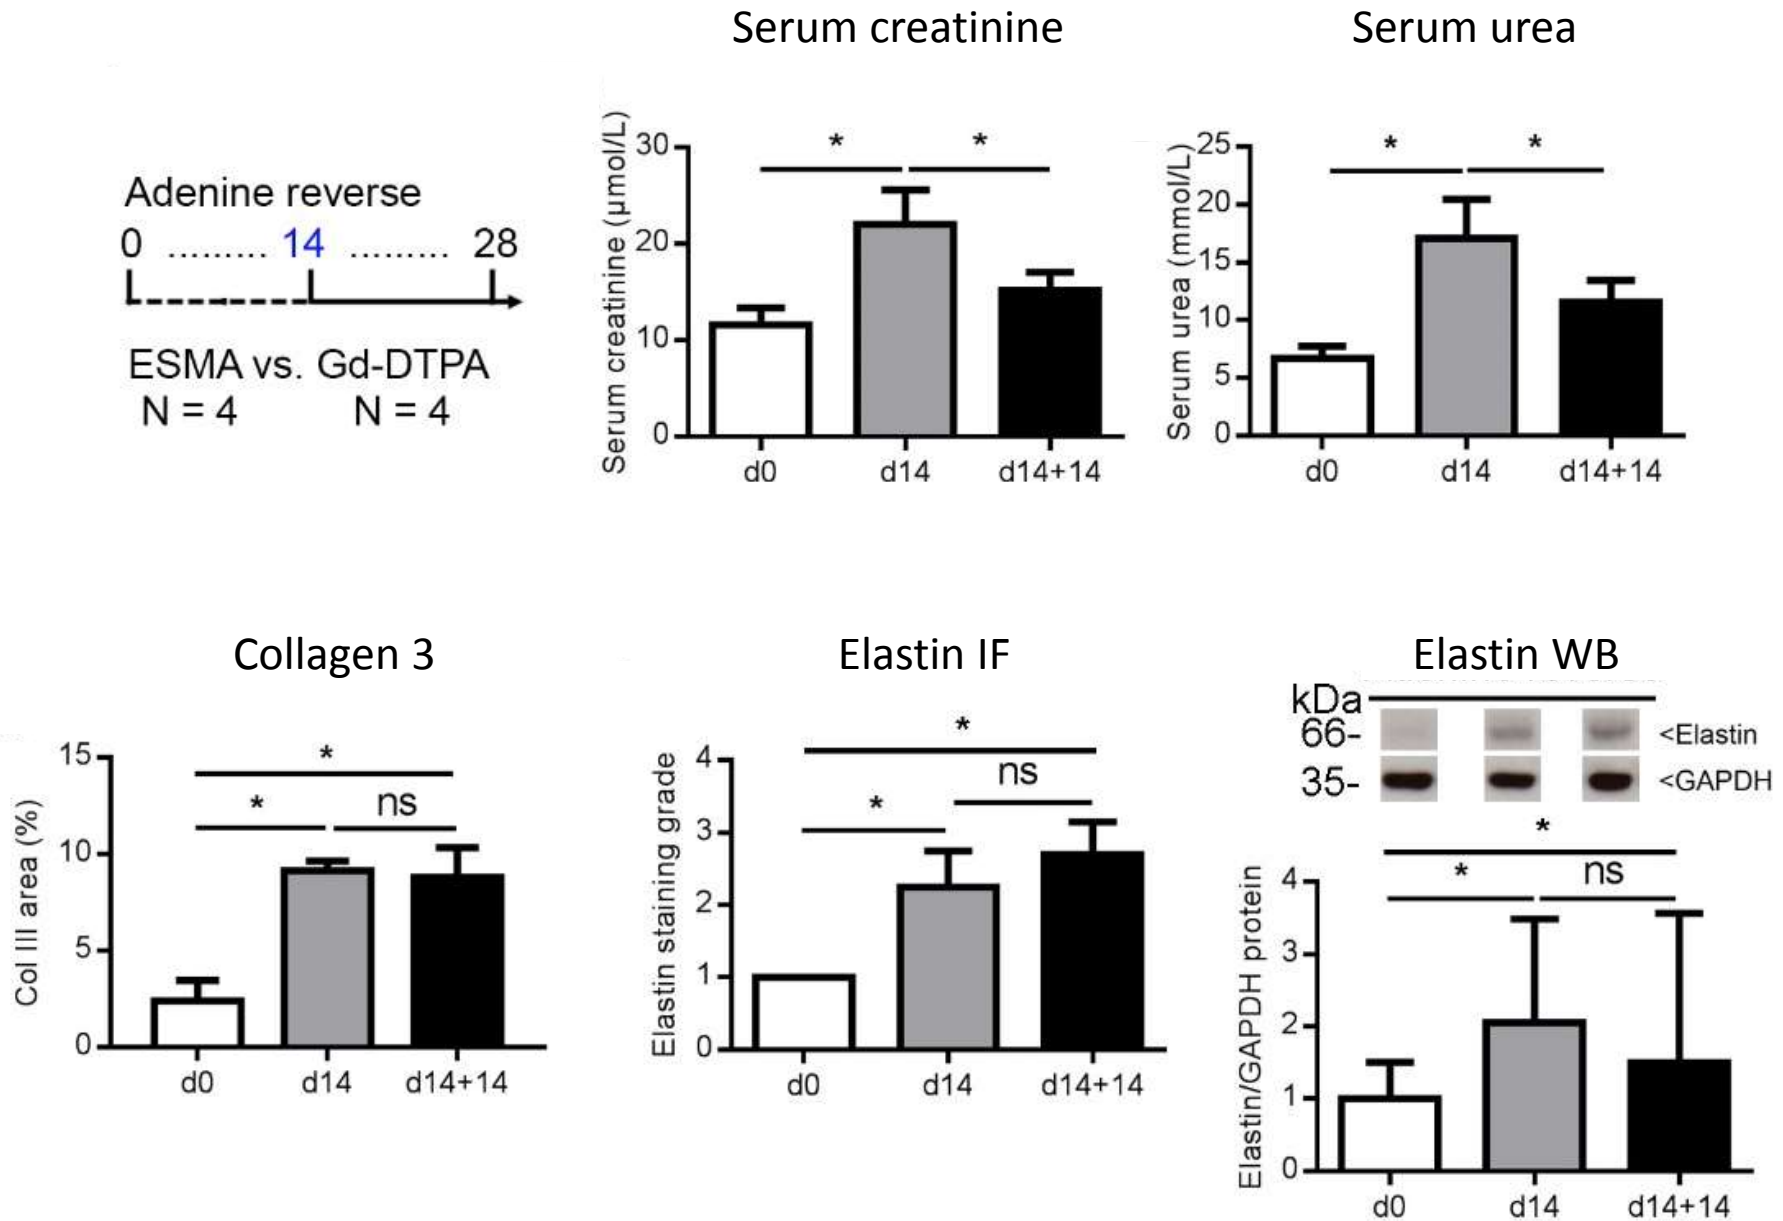 Serum creatinine
Serum urea
Adenine reverse
0 ......... 14 ......... 28
ESMA vs. Gd-DTPA
N = 4 N = 4
Serum creatinine (µmol/L)
30
20
10
0
*
*
d0 d14 d14+14
Serum urea (mmol/L)
25
20
15
10
5
0
*
*
d0 d14 d14+14
Collagen 3
Elastin IF
Elastin WB
Col III area (%)
15
10
5
0
*
*
ns
d0 d14 d14+14
Elastin staining grade
4
3
2
1
0
*
ns
*
d0 d14 d14+14
kDa
66- <Elastin
35- <GAPDH
Elastin/GAPDH protein
4
3
2
1
0
*
*
ns
d0 d14 d14+14